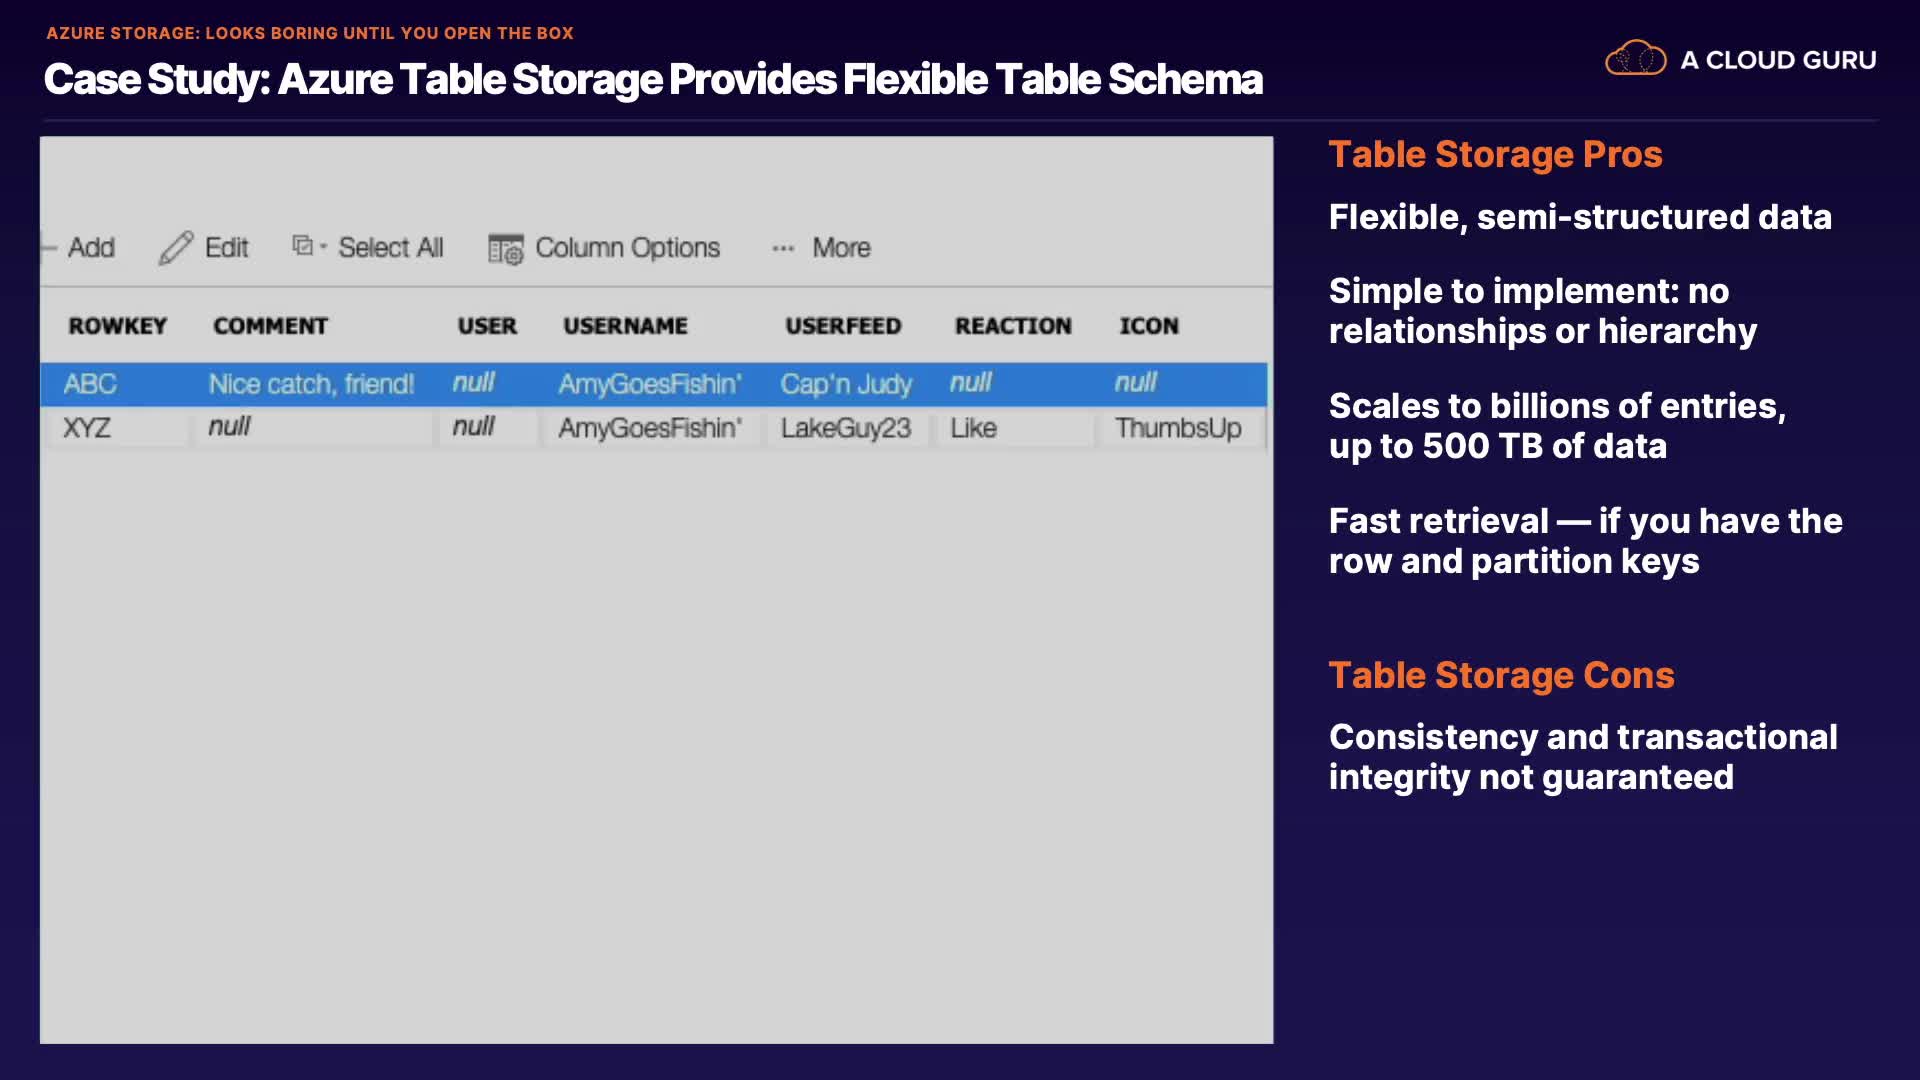 AZURE STORAGE: LOOKS BORING UNTIL YOU OPEN THE BOX
Case Study: Azure Table Storage Provides Flexible Table Schema
A CLOUD GURU
Add Edit Select All Column Options ··· More
ROWKEY COMMENT USER USERNAME USERFEED REACTION ICON
ABC Nice catch, friend! null AmyGoesFishin' Cap'n Judy null null
XYZ null null AmyGoesFishin' LakeGuy23 Like ThumbsUp
Table Storage Pros
Flexible, semi-structured data
Simple to implement: no
relationships or hierarchy
Scales to billions of entries,
up to 500 TB of data
Fast retrieval — if you have the
row and partition keys
Table Storage Cons
Consistency and transactional
integrity not guaranteed